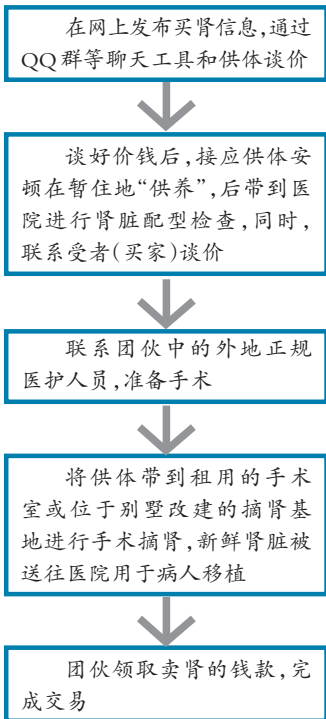 在网上发布买肾信息,通过
QQ群等聊天工具和供体谈价
谈好价钱后,接应供体安
顿在暂住地“供养”,后带到医
院进行肾脏配型检查,同时,
联系受者(买家)谈价
联系团伙中的外地正规
医护人员,准备手术
将供体带到租用的手术
室或位于别墅改建的摘肾基
地进行手术摘肾,新鲜肾脏被
送往医院用于病人移植
团伙领取卖肾的钱款,完
成交易